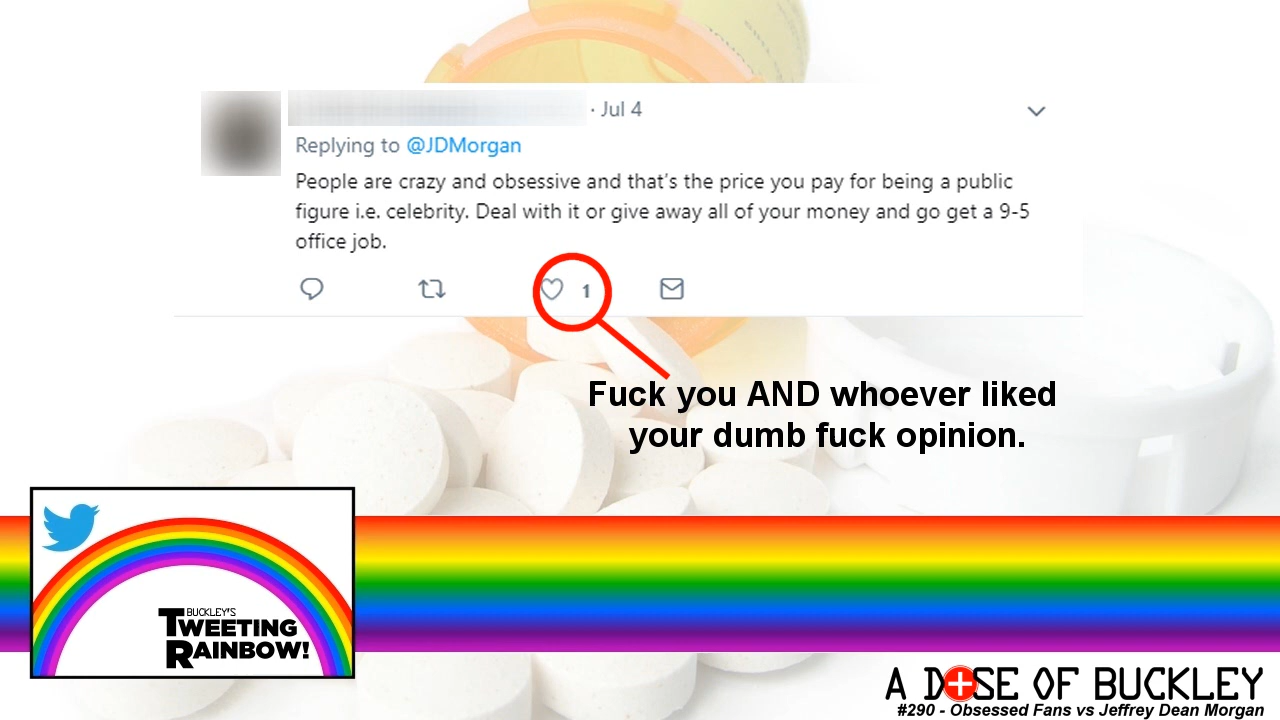 · Jul 4
Replying to @JDMorgan
People are crazy and obsessive and that's the price you pay for being a public
figure i.e. celebrity. Deal with it or give away all of your money and go get a 9-5
office job.
1
Fuck you AND whoever liked
your dumb fuck opinion.
BUCKLEY'S
TWEETING
RAINBOW!
A DOSE OF BUCKLEY
#290 - Obsessed Fans vs Jeffrey Dean Morgan